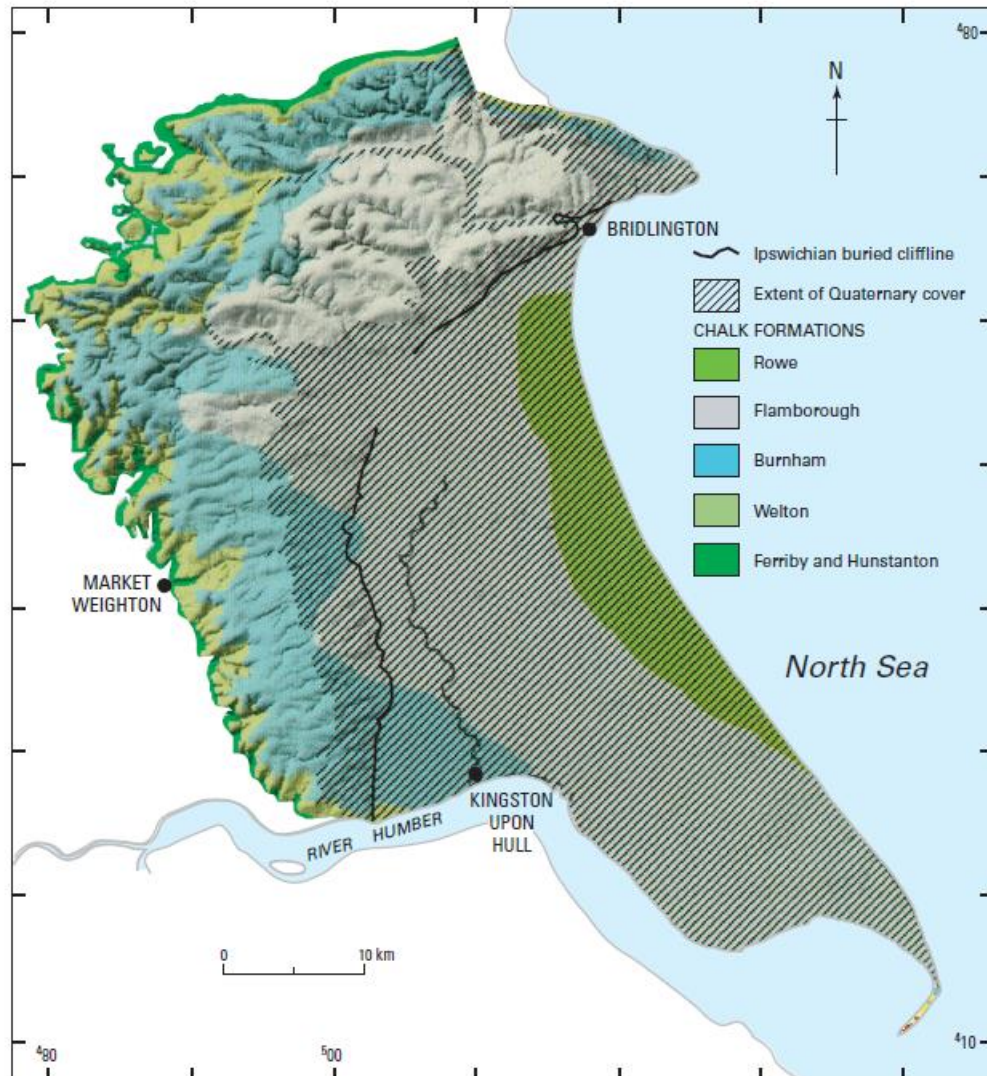 ⁴80
N
BRIDLINGTON
Ipswichian buried cliffline
Extent of Quaternary cover
CHALK FORMATIONS
Rowe
Flamborough
Burnham
Welton
Ferriby and Hunstanton
MARKET
WEIGHTON
North Sea
KINGSTON
UPON
HULL
RIVER HUMBER
0 10 km
⁴80
⁵00
⁴10